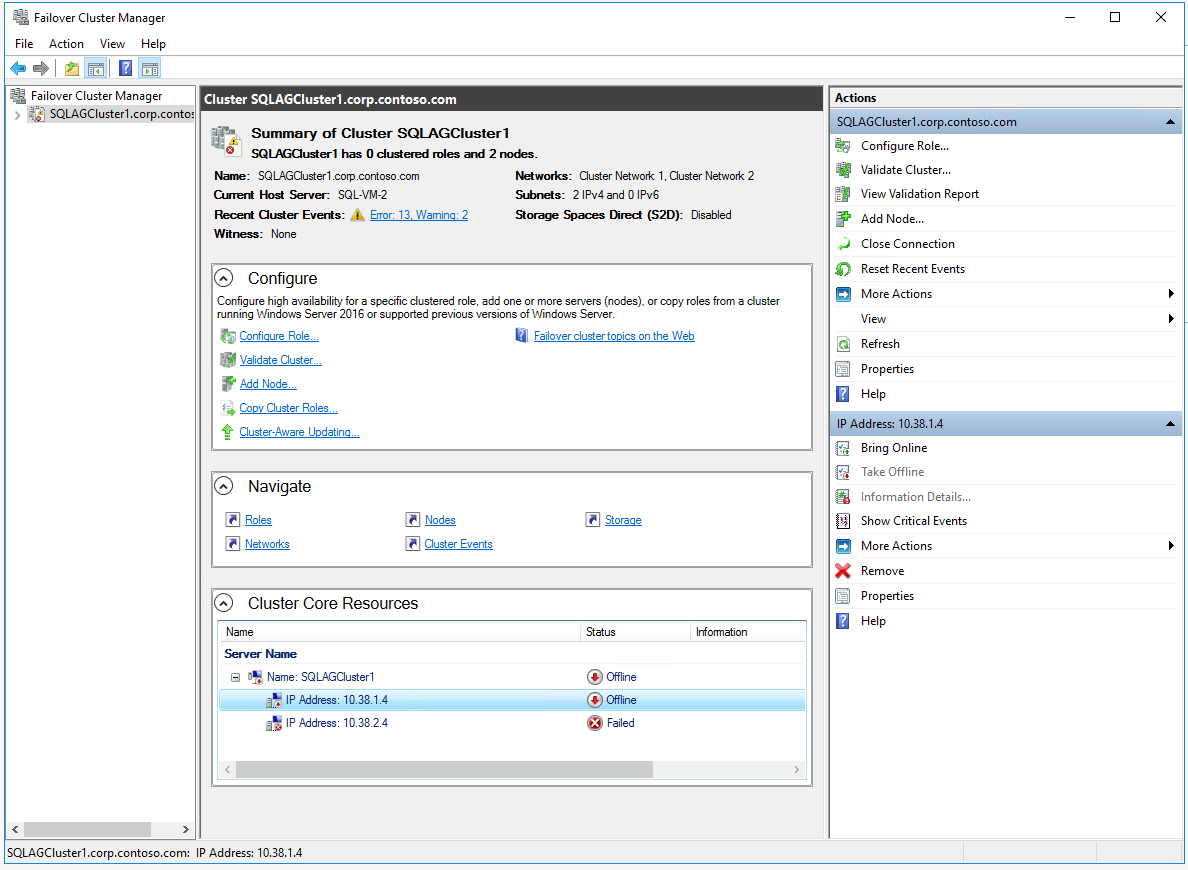 Failover Cluster Manager
File Action View Help
Failover Cluster Manager
SQLAGCluster1.corp.contos
Cluster SQLAGCluster1.corp.contoso.com
Summary of Cluster SQLAGCluster1
SQLAGCluster1 has 0 clustered roles and 2 nodes.
Name: SQLAGCluster1.corp.contoso.com
Networks: Cluster Network 1, Cluster Network 2
Current Host Server: SQL-VM-2
Subnets: 2 IPv4 and 0 IPv6
Recent Cluster Events: Error: 13, Warning: 2
Storage Spaces Direct (S2D): Disabled
Witness: None
Configure
Configure high availability for a specific clustered role, add one or more servers (nodes), or copy roles from a cluster
running Windows Server 2016 or supported previous versions of Windows Server.
Configure Role...
Failover cluster topics on the Web
Validate Cluster...
Add Node...
Copy Cluster Roles...
Cluster-Aware Updating...
Navigate
Roles
Nodes
Storage
Networks
Cluster Events
Cluster Core Resources
Name Status Information
Server Name
Name: SQLAGCluster1 Offline
IP Address: 10.38.1.4 Offline
IP Address: 10.38.2.4 Failed
Actions
SQLAGCluster1.corp.contoso.com
Configure Role...
Validate Cluster...
View Validation Report
Add Node...
Close Connection
Reset Recent Events
More Actions
View
Refresh
Properties
Help
IP Address: 10.38.1.4
Bring Online
Take Offline
Information Details...
Show Critical Events
More Actions
Remove
Properties
Help
SQLAGCluster1.corp.contoso.com: IP Address: 10.38.1.4